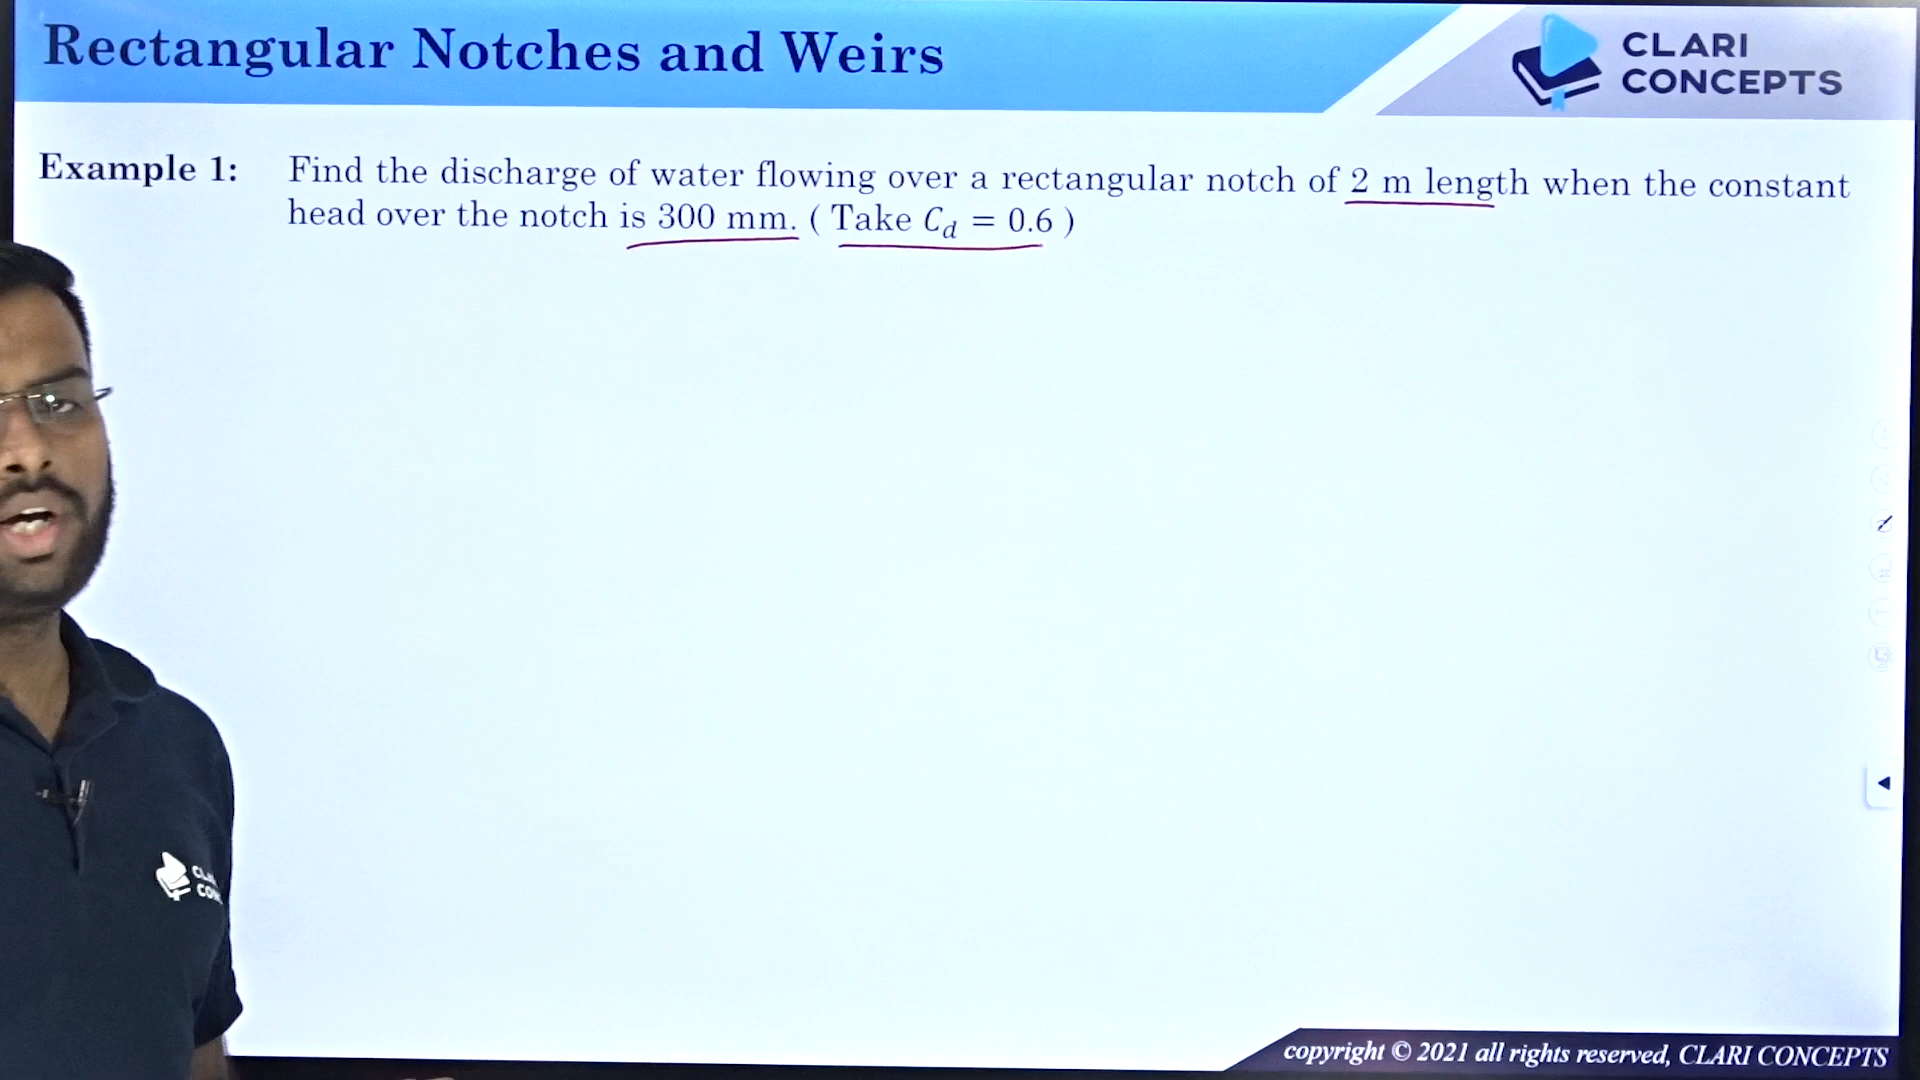 Rectangular Notches and Weirs
CLARI
CONCEPTS
Example 1: Find the discharge of water flowing over a rectangular notch of 2 m length when the constant
head over the notch is 300 mm. ( Take C_d = 0.6 )
copyright © 2021 all rights reserved, CLARI CONCEPTS